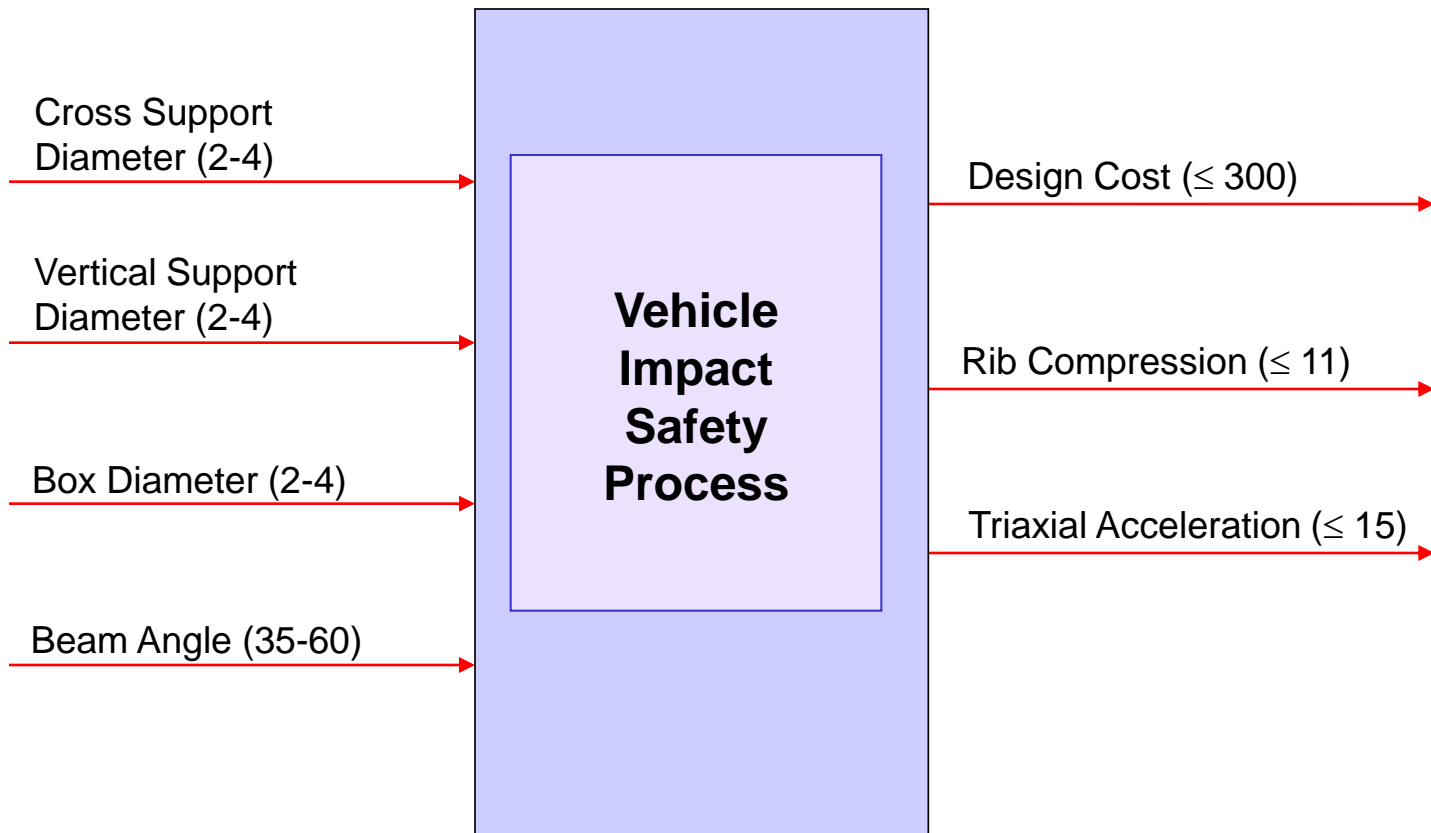 Cross Support
Diameter (2-4)
Vertical Support
Diameter (2-4)
Box Diameter (2-4)
Beam Angle (35-60)
Vehicle
Impact
Safety
Process
Design Cost (≤ 300)
Rib Compression (≤ 11)
Triaxial Acceleration (≤ 15)